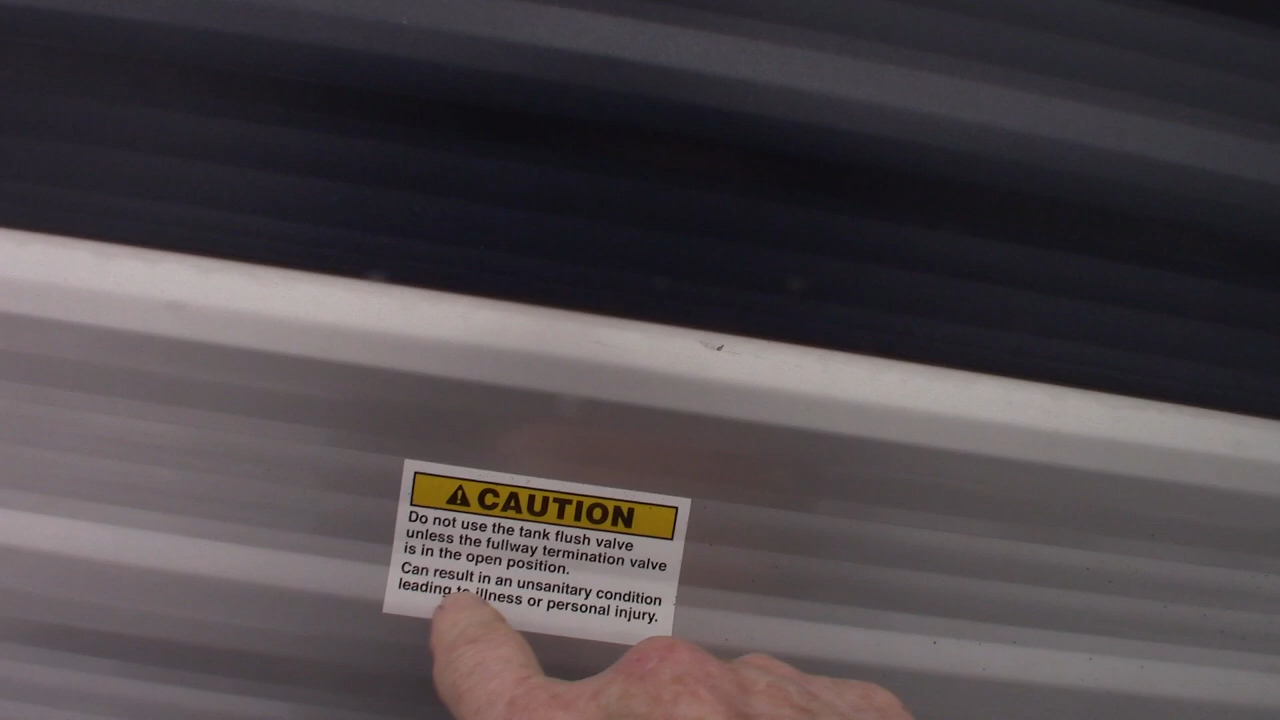 CAUTION
Do not use the tank flush valve
unless the fullway termination valve
is in the open position.
Can result in an unsanitary condition
leading to illness or personal injury.